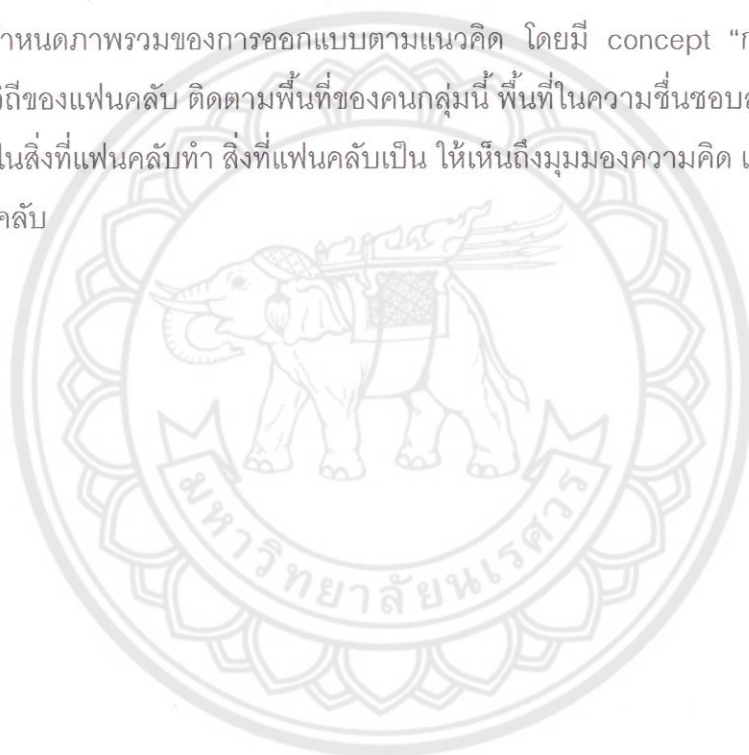 กำหนดภาพรวมของการออกแบบตามแนวคิด โดยมี concept
วิถีของแฟนคลับ ติดตามพื้นที่ของคนกลุ่มนี้ พื้นที่ในความชื่นชอบ
ในสิ่งที่แฟนคลับทำ สิ่งที่แฟนคลับเป็น ให้เห็นถึงมุมมองความคิด
คลับ
มหาวิทยาลัยนเรศวร